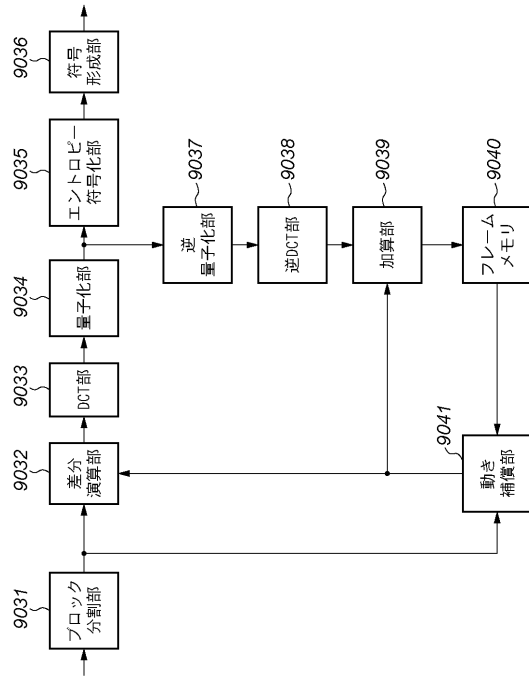 9031
ブロック
分割部
9032
差分
演算部
9033
DCT部
9034
量子化部
9035
エントロピー
符号化部
9036
符号
形成部
9037
逆
量子化部
9038
逆DCT部
9039
加算部
9040
フレーム
メモリ
9041
動き
補償部